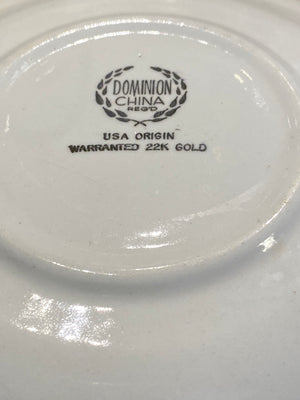 DOMINION
CHINA
REG'D
USA ORIGIN
WARRANTED 22K GOLD